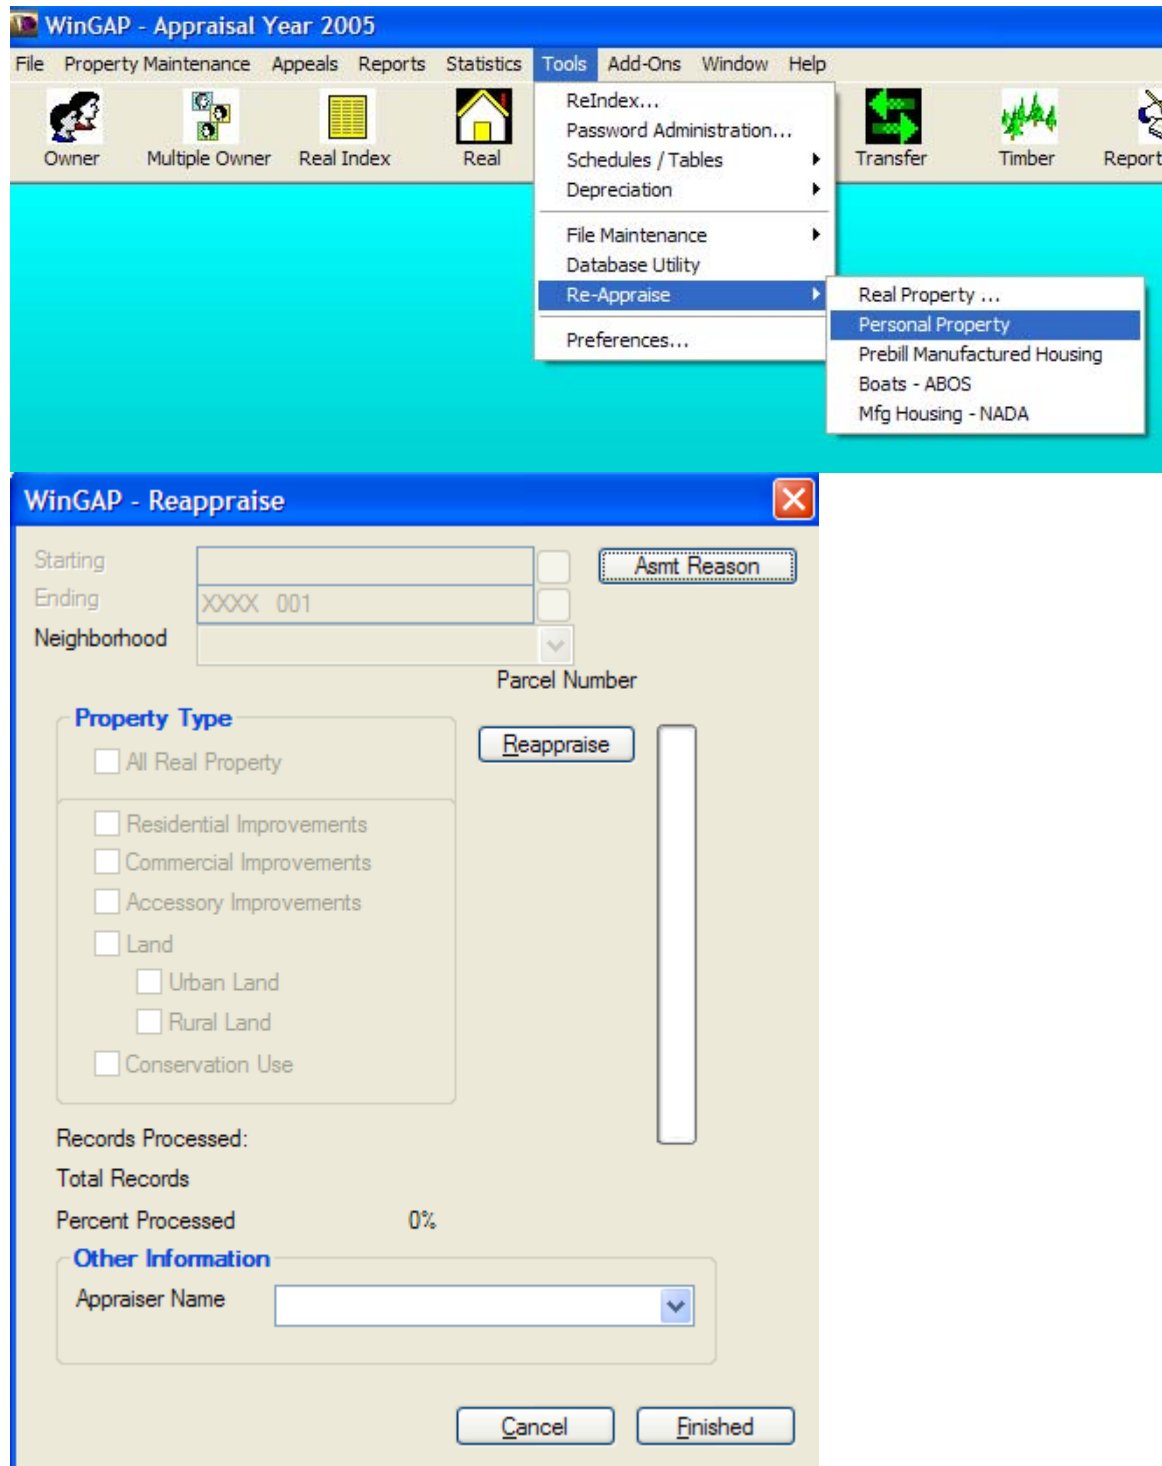 WinGAP - Appraisal Year 2005
File Property Maintenance Appeals Reports Statistics Tools Add-Ons Window Help
Owner Multiple Owner Real Index Real Transfer Timber Report
ReIndex...
Password Administration...
Schedules / Tables
Depreciation
File Maintenance
Database Utility
Re-Appraise
Preferences...
Real Property ...
Personal Property
Prebill Manufactured Housing
Boats - ABOS
Mfg Housing - NADA
WinGAP - Reappraise
Starting
Asmt Reason
Ending XXXX 001
Neighborhood
Parcel Number
Property Type
Reappraise
All Real Property
Residential Improvements
Commercial Improvements
Accessory Improvements
Land
Urban Land
Rural Land
Conservation Use
Records Processed:
Total Records
Percent Processed 0%
Other Information
Appraiser Name
Cancel Finished